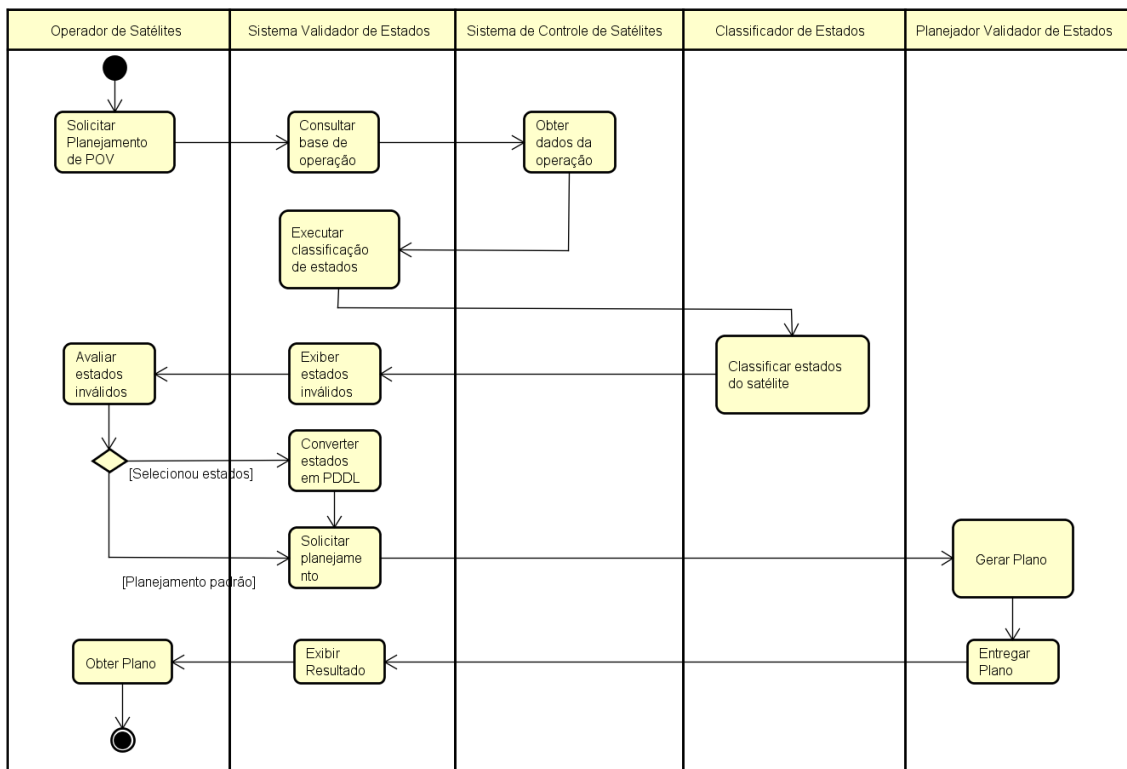 Operador de Satélites
Sistema Validador de Estados
Sistema de Controle de Satélites
Classificador de Estados
Planejador Validador de Estados
Solicitar
Planejamento
de POV
Consultar
base de
operação
Obter
dados da
operação
Executar
classificação
de estados
Avaliar
estados
inválidos
Exiber
estados
inválidos
Classificar estados
do satélite
Converter
estados
em PDDL
[Selecionou estados]
Solicitar
planejame
nto
[Planejamento padrão]
Gerar Plano
Obter Plano
Exibir
Resultado
Entregar
Plano